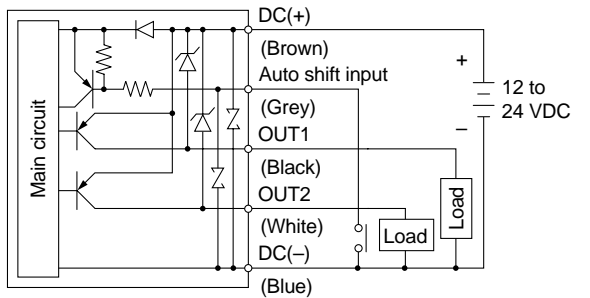 DC(+)
(Brown)
Auto shift input
(Grey)
OUT1
(Black)
OUT2
(White)
DC(–)
(Blue)
Main circuit
+
12 to
24 VDC
–
Load
Load